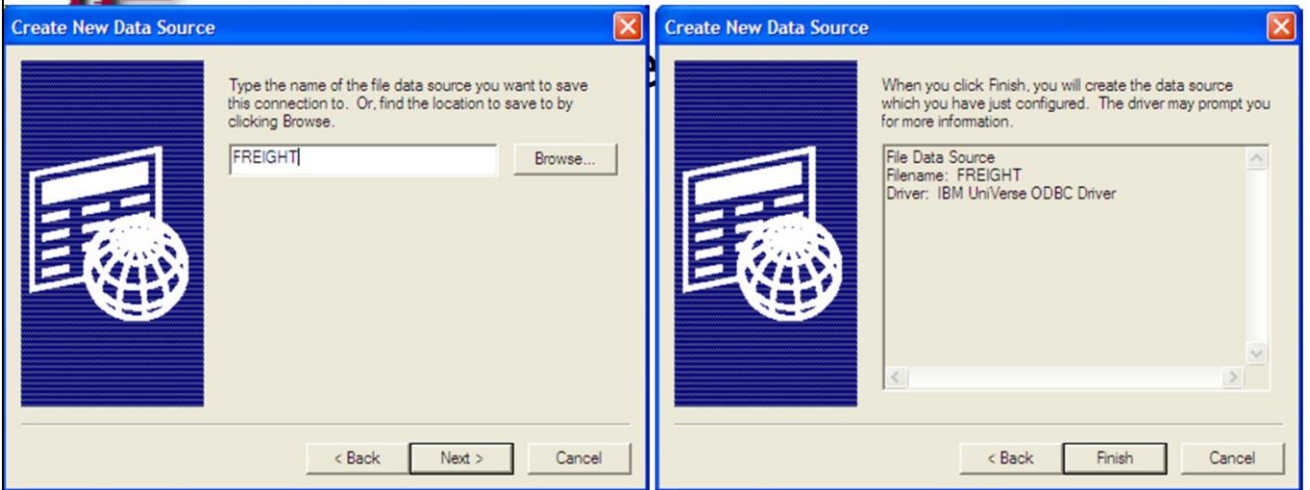 Create New Data Source
Type the name of the file data source you want to save
this connection to. Or, find the location to save to by
clicking Browse.
FREIGHT
Browse...
< Back
Next >
Cancel
Create New Data Source
When you click Finish, you will create the data source
which you have just configured. The driver may prompt you
for more information.
File Data Source
Filename: FREIGHT
Driver: IBM UniVerse ODBC Driver
< Back
Finish
Cancel